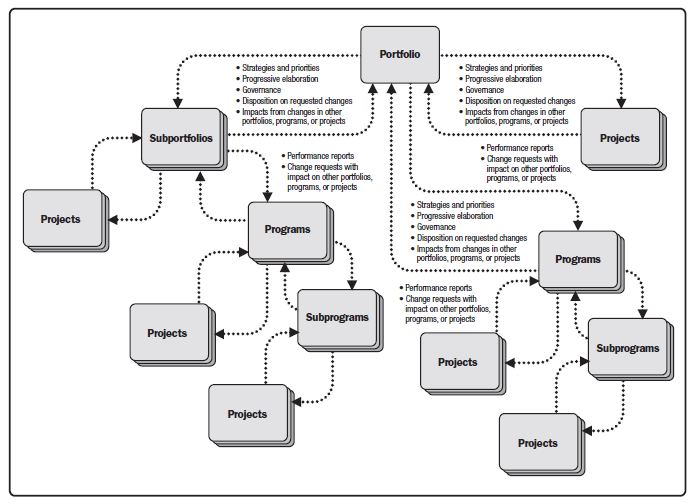 Portfolio
• Strategies and priorities
• Progressive elaboration
• Governance
• Disposition on requested changes
• Impacts from changes in other
portfolios, programs, or projects
• Strategies and priorities
• Progressive elaboration
• Governance
• Disposition on requested changes
• Impacts from changes in other
portfolios, programs, or projects
Subportfolios
Projects
• Performance reports
• Change requests with
impact on other portfolios,
programs, or projects
• Performance reports
• Change requests with
impact on other portfolios,
programs, or projects
Projects
Programs
• Strategies and priorities
• Progressive elaboration
• Governance
• Disposition on requested changes
• Impacts from changes in other
portfolios, programs, or projects
Programs
• Performance reports
• Change requests with
impact on other portfolios,
programs, or projects
Projects
Subprograms
Projects
Subprograms
Projects
Projects